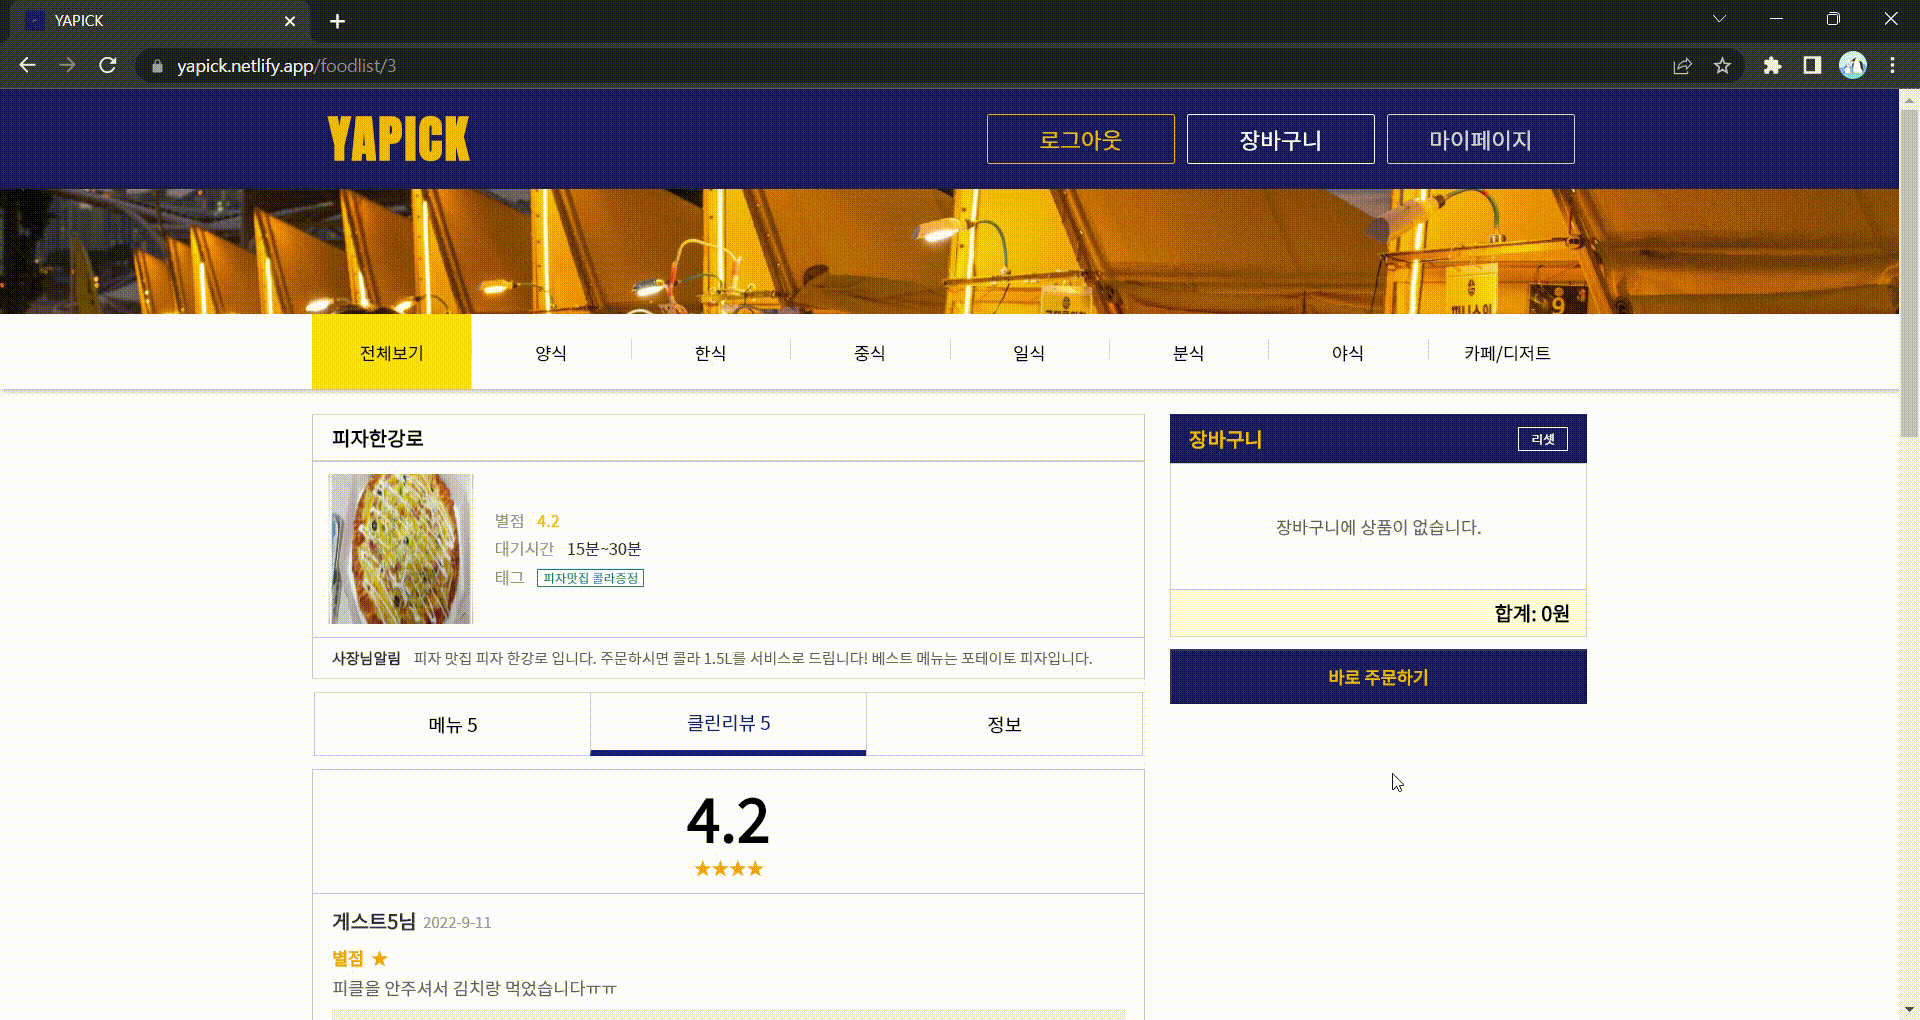 YAPICK
yapick.netlify.app/foodlist/3
YAPICK
로그아웃
장바구니
마이페이지
9
전체보기
양식
한식
중식
일식
분식
야식
카페/디저트
피자한강로
별점 4.2
대기시간 15분~30분
태그 피자맛집 콜라증정
사장님알림 피자 맛집 피자 한강로 입니다. 주문하시면 콜라 1.5L를 서비스로 드립니다! 베스트 메뉴는 포테이토 피자입니다.
장바구니
리셋
장바구니에 상품이 없습니다.
합계: 0원
바로 주문하기
메뉴 5
클린리뷰 5
정보
4.2
★★★★
게스트5님 2022-9-11
별점 ★
피클을 안주셔서 김치랑 먹었습니다ㅠㅠ